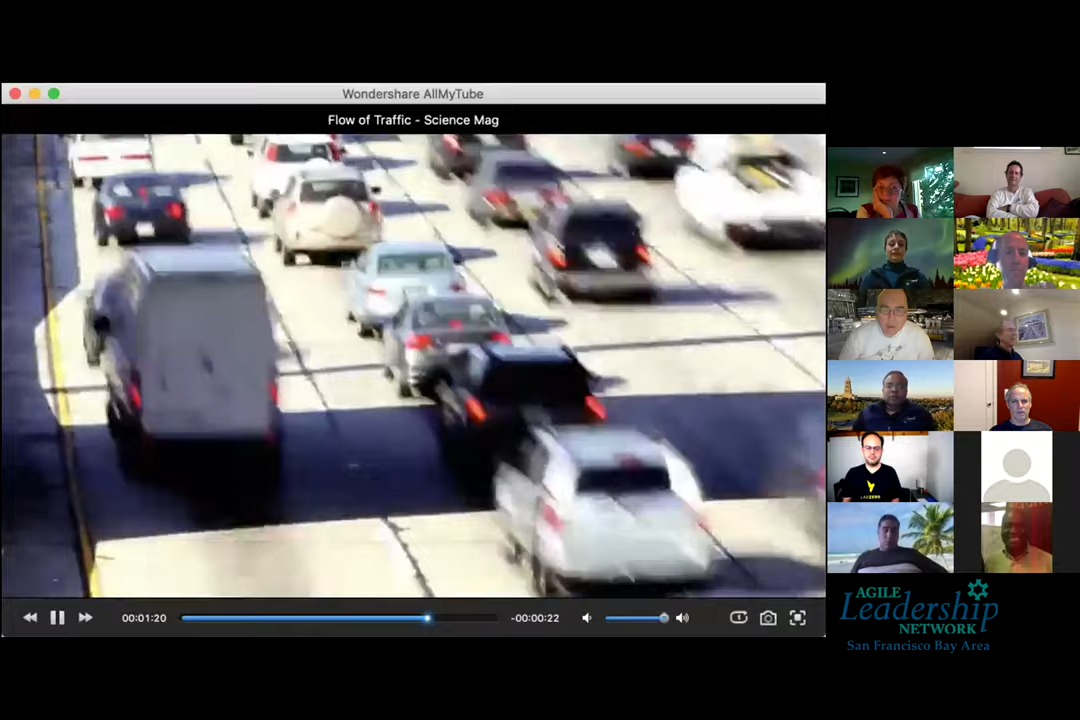 Wondershare AllMyTube
Flow of Traffic - Science Mag
00:01:20
-00:00:22
AGILE
Leadership
NETWORK
San Francisco Bay Area